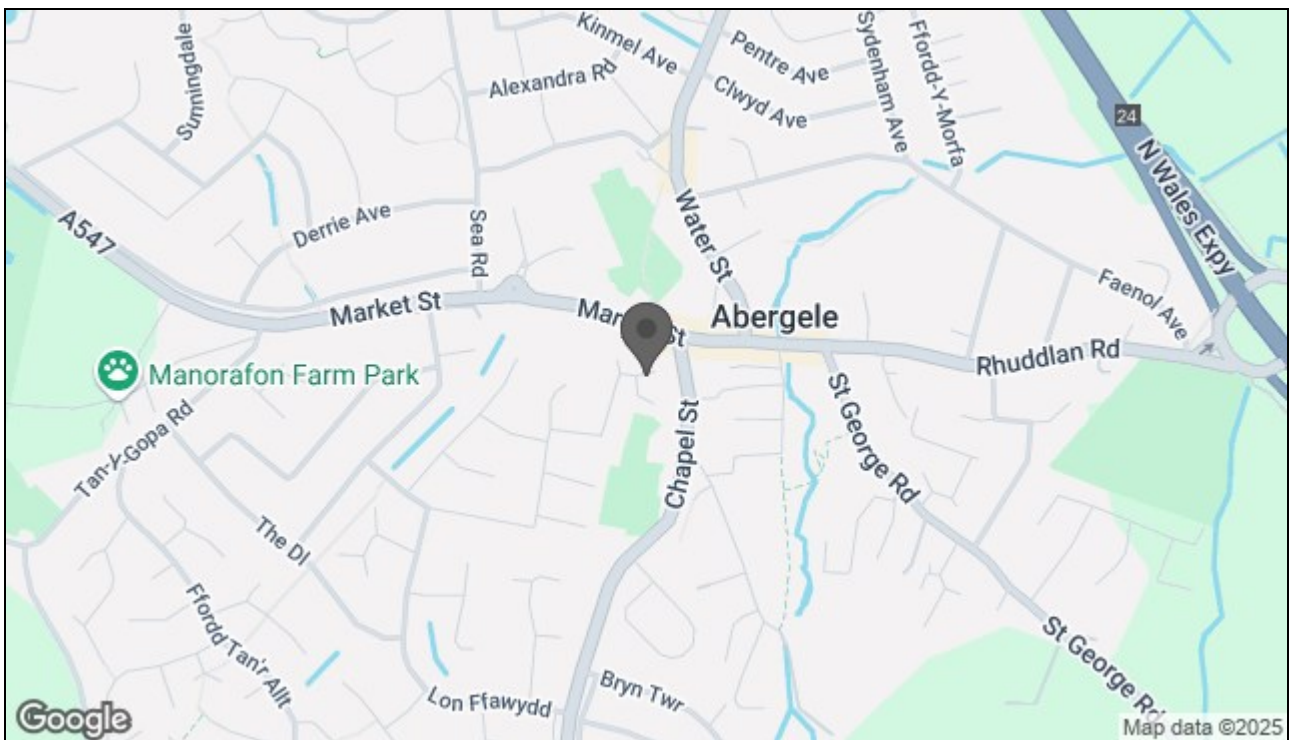 Sunningdale
Kinmel Ave
Pentre Ave
Sydenham Ave
Ffordd-Y-Morfa
Alexandra Rd
Clwyd Ave
24
N Wales Expy
A547
Derrie Ave
Sea Rd
Water St
Faenol Ave
Market St
Abergele
Rhuddlan Rd
Manorafon Farm Park
Tan-Y-Gopa Rd
Chapel St
St George Rd
The Dl
Ffordd Tan'r Allt
St George Rd
Lon Ffawydd
Bryn Twr
Google
Map data ©2025